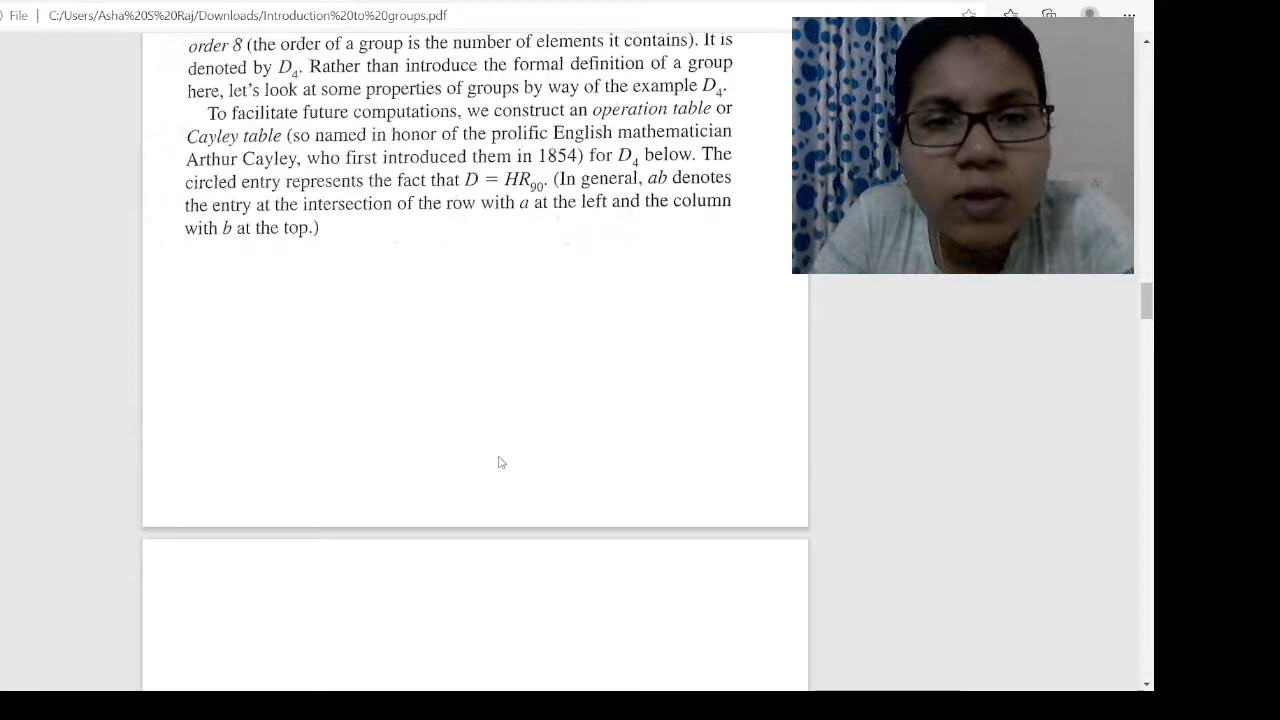 File | C:/Users/Asha%20S%20Raj/Downloads/Introduction%20to%20groups.pdf
order 8 (the order of a group is the number of elements it contains). It is
denoted by D4. Rather than introduce the formal definition of a group
here, let's look at some properties of groups by way of the example D4.
To facilitate future computations, we construct an operation table or
Cayley table (so named in honor of the prolific English mathematician
Arthur Cayley, who first introduced them in 1854) for D4 below. The
circled entry represents the fact that D = HR90. (In general, ab denotes
the entry at the intersection of the row with a at the left and the column
with b at the top.)